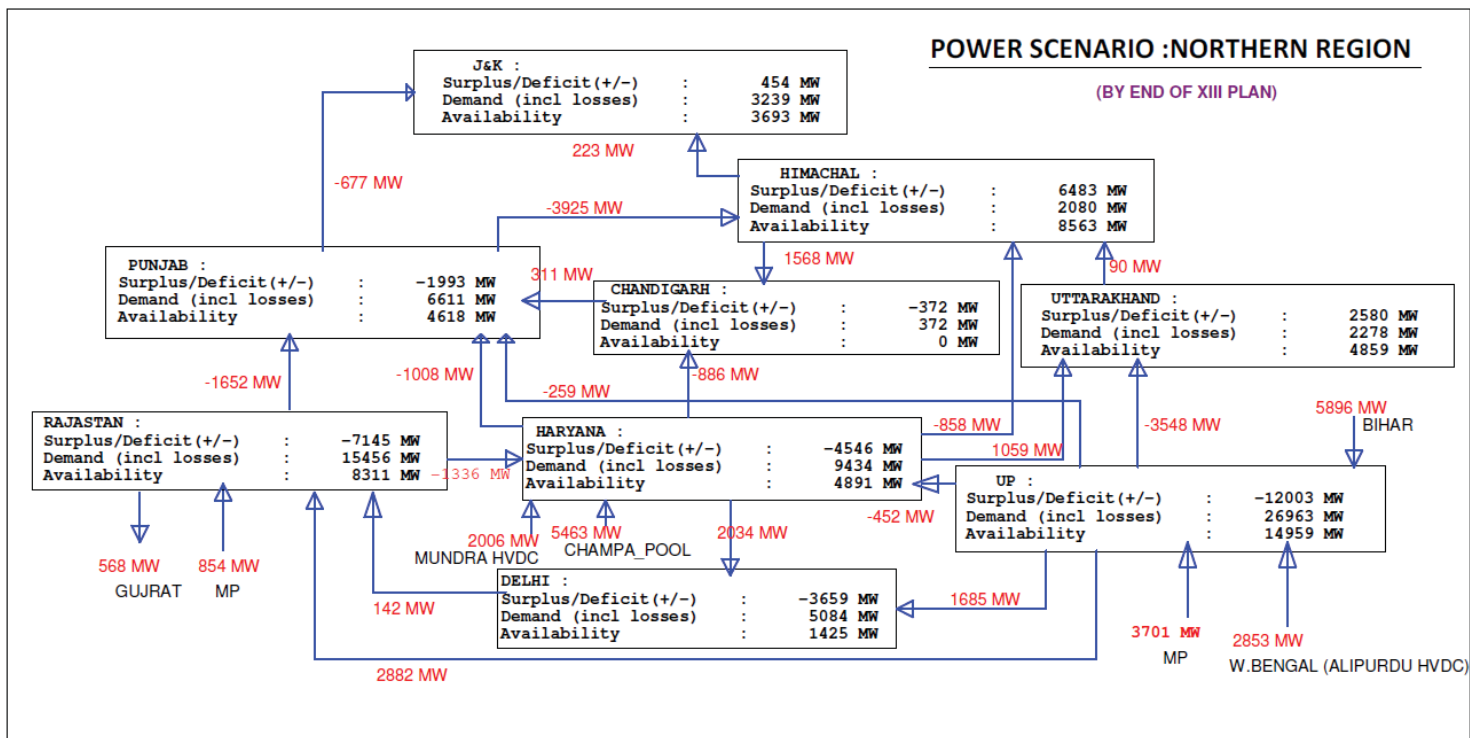 POWER SCENARIO :NORTHERN REGION
(BY END OF XIII PLAN)
J&K :
Surplus/Deficit(+/-) : 454 MW
Demand (incl losses) : 3239 MW
Availability : 3693 MW
223 MW
-677 MW
HIMACHAL :
Surplus/Deficit(+/-) : 6483 MW
Demand (incl losses) : 2080 MW
Availability : 8563 MW
-3925 MW
1568 MW
90 MW
PUNJAB :
Surplus/Deficit(+/-) : -1993 MW
Demand (incl losses) : 6611 MW
Availability : 4618 MW
311 MW
CHANDIGARH :
Surplus/Deficit(+/-) : -372 MW
Demand (incl losses) : 372 MW
Availability : 0 MW
UTTARAKHAND :
Surplus/Deficit(+/-) : 2580 MW
Demand (incl losses) : 2278 MW
Availability : 4859 MW
-1652 MW
-1008 MW
-886 MW
-259 MW
-858 MW
-3548 MW
5896 MW
BIHAR
RAJASTAN :
Surplus/Deficit(+/-) : -7145 MW
Demand (incl losses) : 15456 MW
Availability : 8311 MW
-1336 MW
HARYANA :
Surplus/Deficit(+/-) : -4546 MW
Demand (incl losses) : 9434 MW
Availability : 4891 MW
1059 MW
-452 MW
UP :
Surplus/Deficit(+/-) : -12003 MW
Demand (incl losses) : 26963 MW
Availability : 14959 MW
568 MW
GUJRAT
854 MW
MP
2006 MW
MUNDRA HVDC
5463 MW
CHAMPA_POOL
2034 MW
142 MW
DELHI :
Surplus/Deficit(+/-) : -3659 MW
Demand (incl losses) : 5084 MW
Availability : 1425 MW
1685 MW
3701 MW
MP
2853 MW
W.BENGAL (ALIPURDU HVDC)
2882 MW